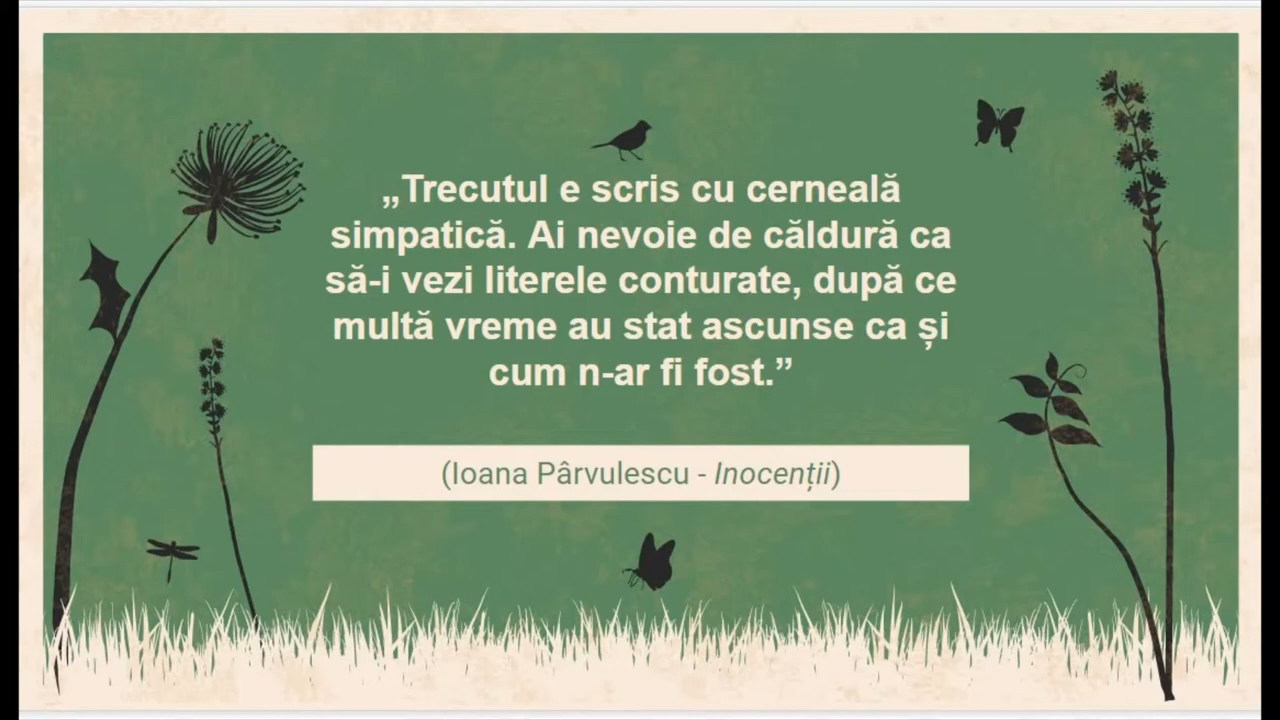 „Trecutul e scris cu cerneală
simpatică. Ai nevoie de căldură ca
să-i vezi literele conturate, după ce
multă vreme au stat ascunse ca și
cum n-ar fi fost.”
(Ioana Pârvulescu - Inocenții)